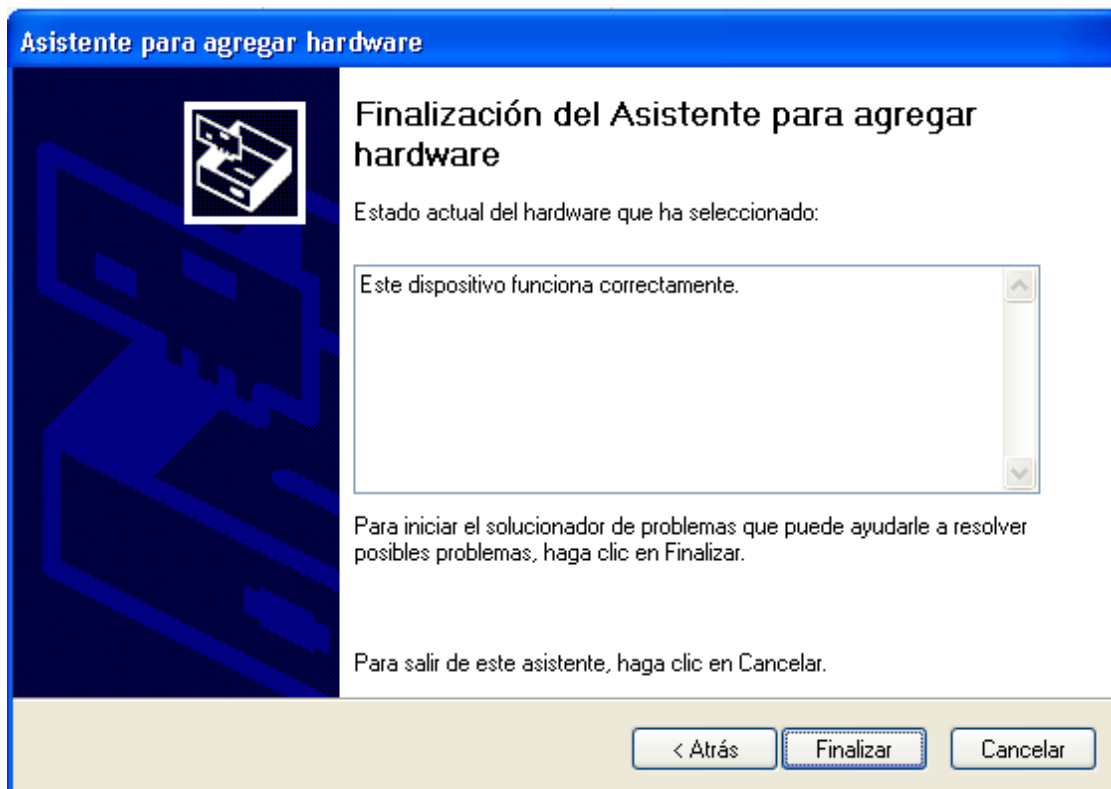 Asistente para agregar hardware
Finalización del Asistente para agregar
hardware
Estado actual del hardware que ha seleccionado:
Este dispositivo funciona correctamente.
Para iniciar el solucionador de problemas que puede ayudarle a resolver
posibles problemas, haga clic en Finalizar.
Para salir de este asistente, haga clic en Cancelar.
< Atrás Finalizar Cancelar